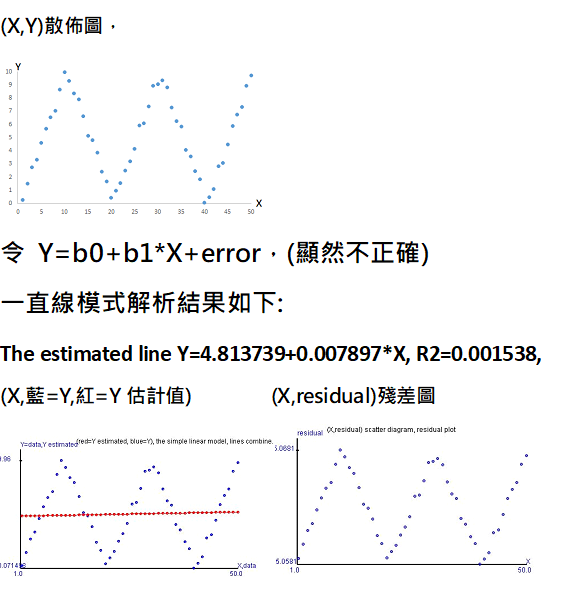 (X,Y)散佈圖，
Y
10
9
8
7
6
5
4
3
2
1
0
0 5 10 15 20 25 30 35 40 45 50
X
令 Y=b0+b1*X+error，(顯然不正確)
一直線模式解析結果如下:
The estimated line Y=4.813739+0.007897*X, R2=0.001538,
(X,藍=Y,紅=Y 估計值) (X,residual)殘差圖
Y=data,Y estimated (red=Y estimated, blue=Y), the simple linear model, lines combine.
.96
1.0 50.0
X,data
residual (X,residual) scatter diagram, residual plot
5.0681
5.0581
X
1.0 50.0